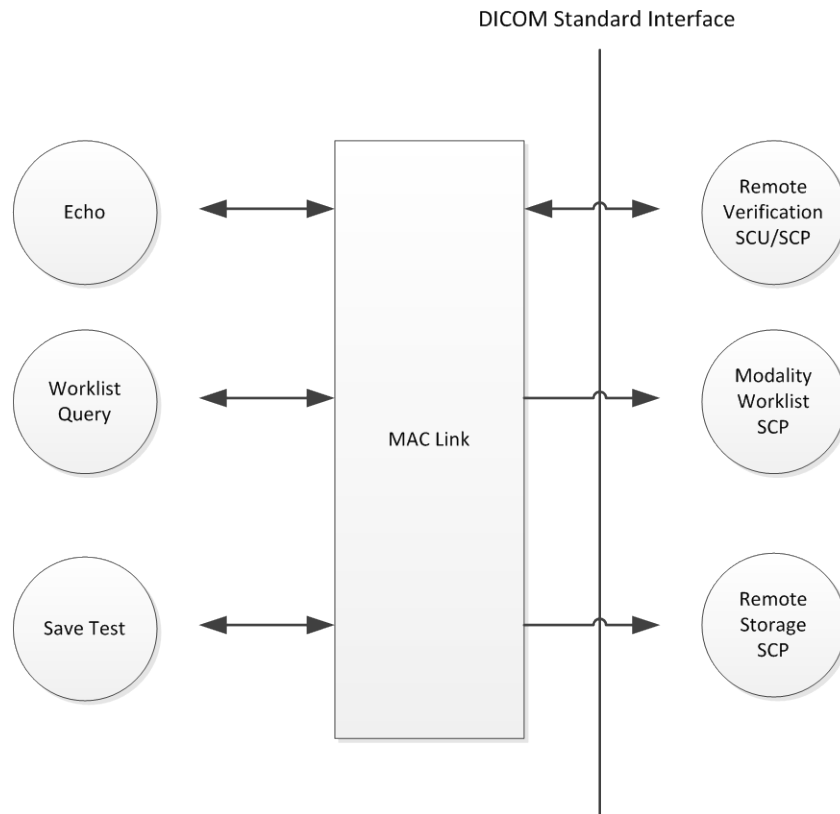 DICOM Standard Interface
Echo
Remote
Verification
SCU/SCP
Worklist
Query
MAC Link
Modality
Worklist
SCP
Save Test
Remote
Storage
SCP